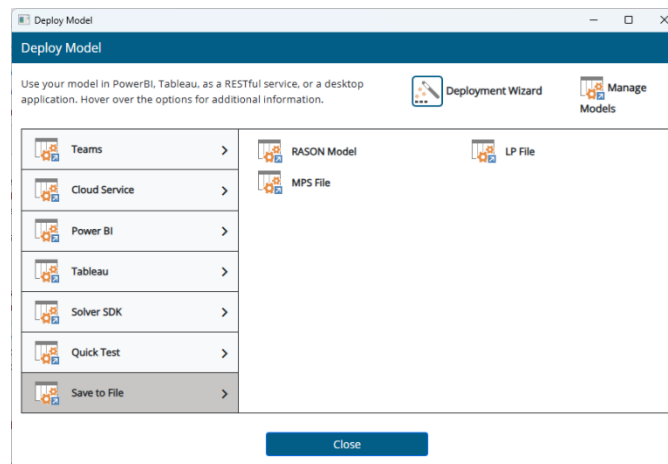 Deploy Model
Deploy Model
Use your model in PowerBI, Tableau, as a RESTful service, or a desktop
application. Hover over the options for additional information.
Deployment Wizard
Manage
Models
Teams
Cloud Service
Power BI
Tableau
Solver SDK
Quick Test
Save to File
RASON Model
LP File
MPS File
Close